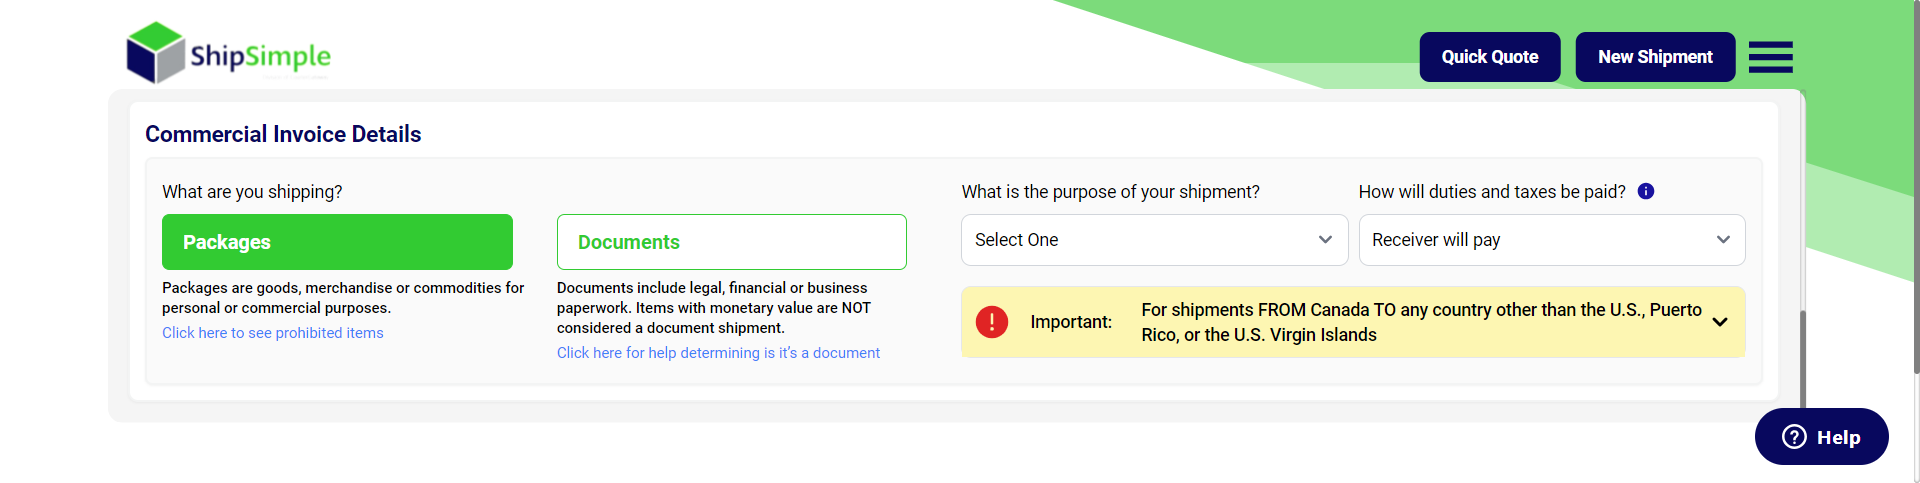 ShipSimple
Quick Quote
New Shipment
Commercial Invoice Details
What are you shipping?
Packages
Packages are goods, merchandise or commodities for
personal or commercial purposes.
Click here to see prohibited items
Documents
Documents include legal, financial or business
paperwork. Items with monetary value are NOT
considered a document shipment.
Click here for help determining is it's a document
What is the purpose of your shipment?
Select One
How will duties and taxes be paid?
Receiver will pay
Important:
For shipments FROM Canada TO any country other than the U.S., Puerto
Rico, or the U.S. Virgin Islands
Help